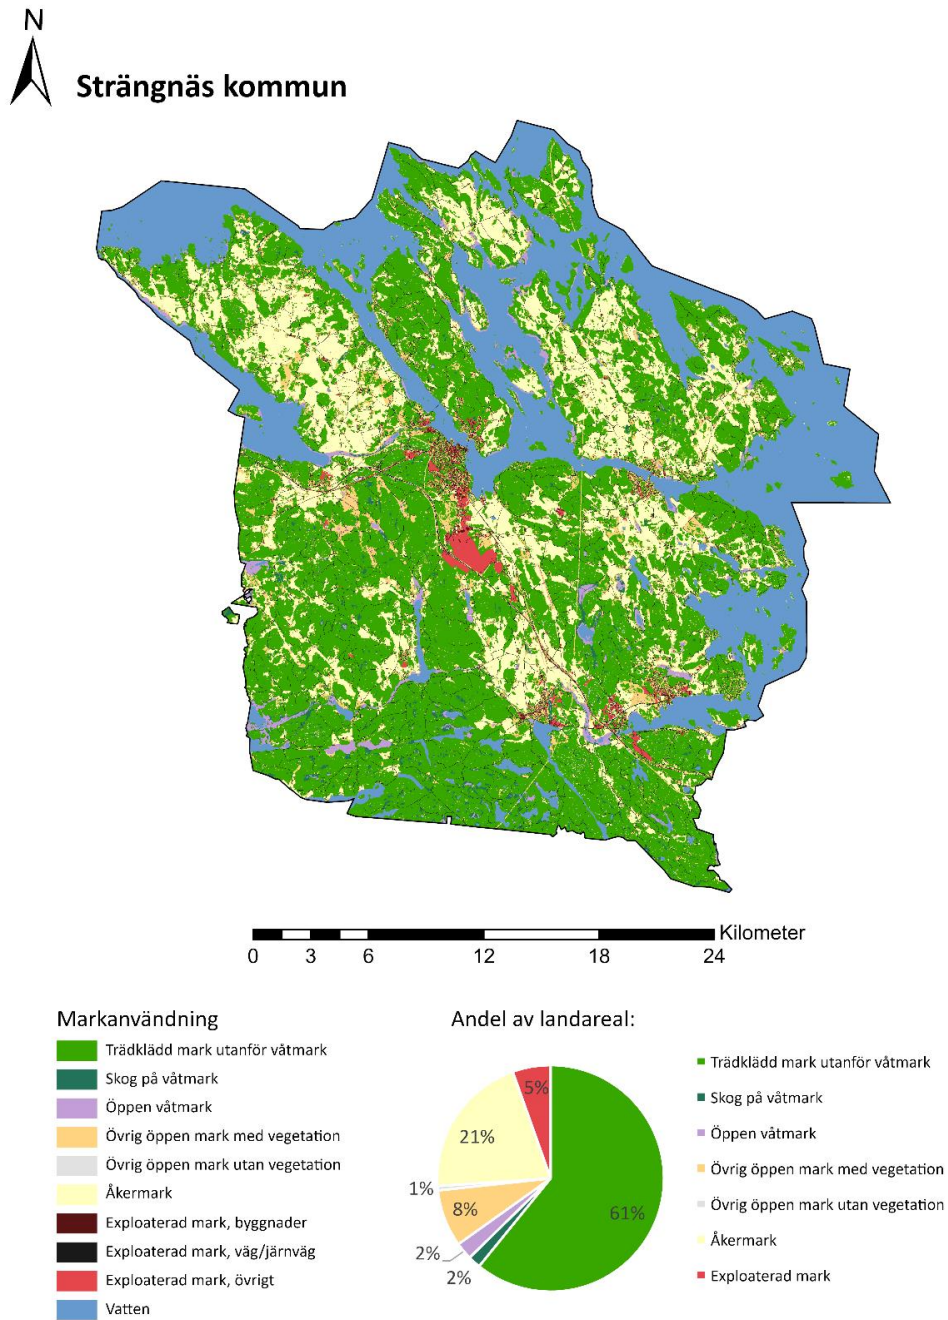 N
Strängnäs kommun
Kilometer
0 3 6 12 18 24
Markanvändning
Trädklädd mark utanför våtmark
Skog på våtmark
Öppen våtmark
Övrig öppen mark med vegetation
Övrig öppen mark utan vegetation
Åkermark
Exploaterad mark, byggnader
Exploaterad mark, väg/järnväg
Exploaterad mark, övrigt
Vatten
Andel av landareal:
5%
21%
1%
8%
61%
2%
2%
Trädklädd mark utanför våtmark
Skog på våtmark
Öppen våtmark
Övrig öppen mark med vegetation
Övrig öppen mark utan vegetation
Åkermark
Exploaterad mark